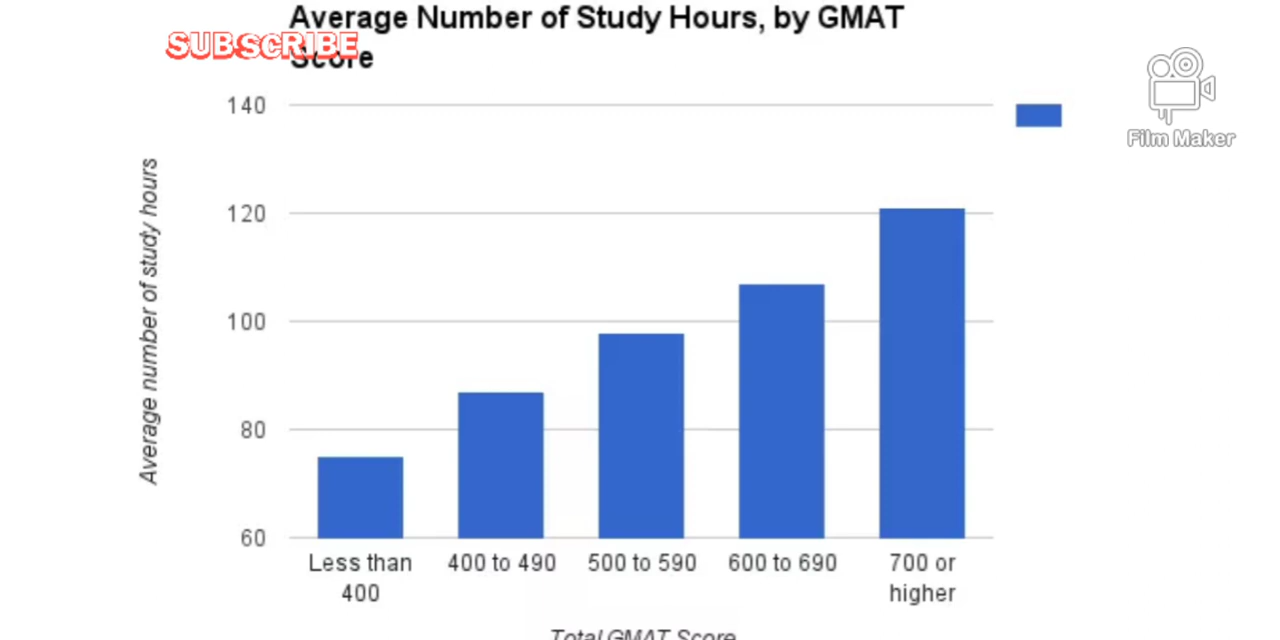 Average Number of Study Hours, by GMAT
Score
SUBSCRIBE
Film Maker
Average number of study hours
140
120
100
80
60
Less than
400
400 to 490
500 to 590
600 to 690
700 or
higher
Total GMAT Score